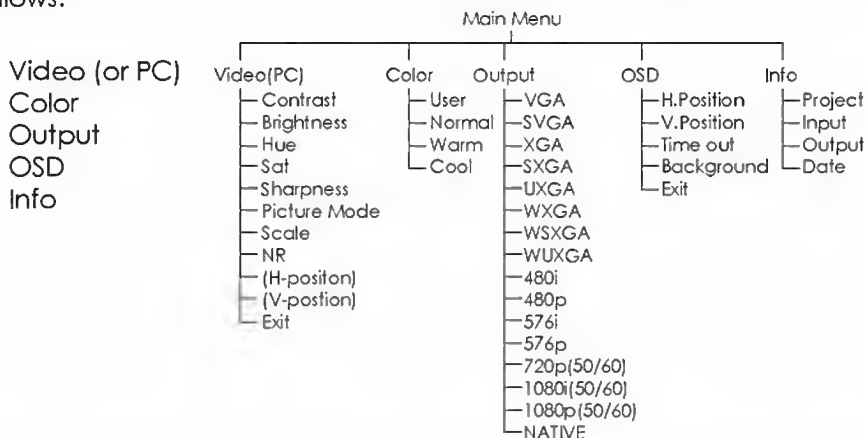 ollows:
Main Menu
Video (or PC)
Color
Output
OSD
Info
Video(PC)
Contrast
Brightness
Hue
Sat
Sharpness
Picture Mode
Scale
NR
(H-positon)
(V-postion)
Exit
Color
User
Normal
Warm
Cool
Output
VGA
SVGA
XGA
SXGA
UXGA
WXGA
WSXGA
WUXGA
480i
480p
576i
576p
720p(50/60)
1080i(50/60)
1080p(50/60)
NATIVE
OSD
H.Position
V.Position
Time out
Background
Exit
Info
Project
Input
Output
Date